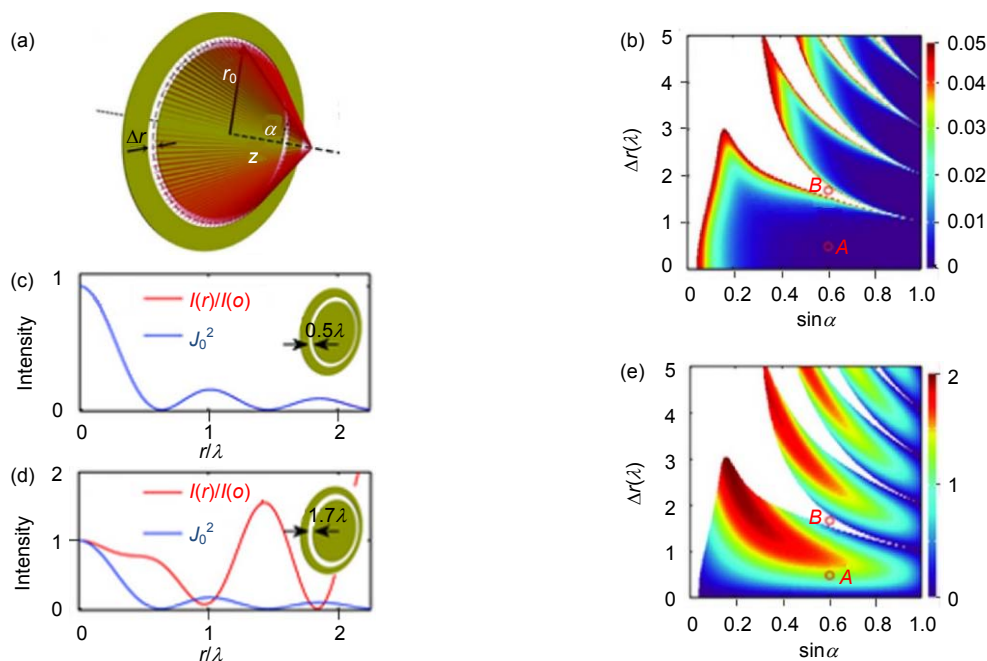 (a)
r0
α
Δr
z
(b)
Δr(λ)
5
4
3
2
1
0
B
A
0.2
0.4
0.6
0.8
1.0
sinα
0.05
0.04
0.03
0.02
0.01
0
(c)
Intensity
1
0
I(r)/I(o)
J0²
0.5λ
0
1
2
r/λ
(d)
Intensity
2
1
0
I(r)/I(o)
J0²
1.7λ
0
1
2
r/λ
(e)
Δr(λ)
5
4
3
2
1
0
B
A
0.2
0.4
0.6
0.8
1.0
sinα
2
1
0